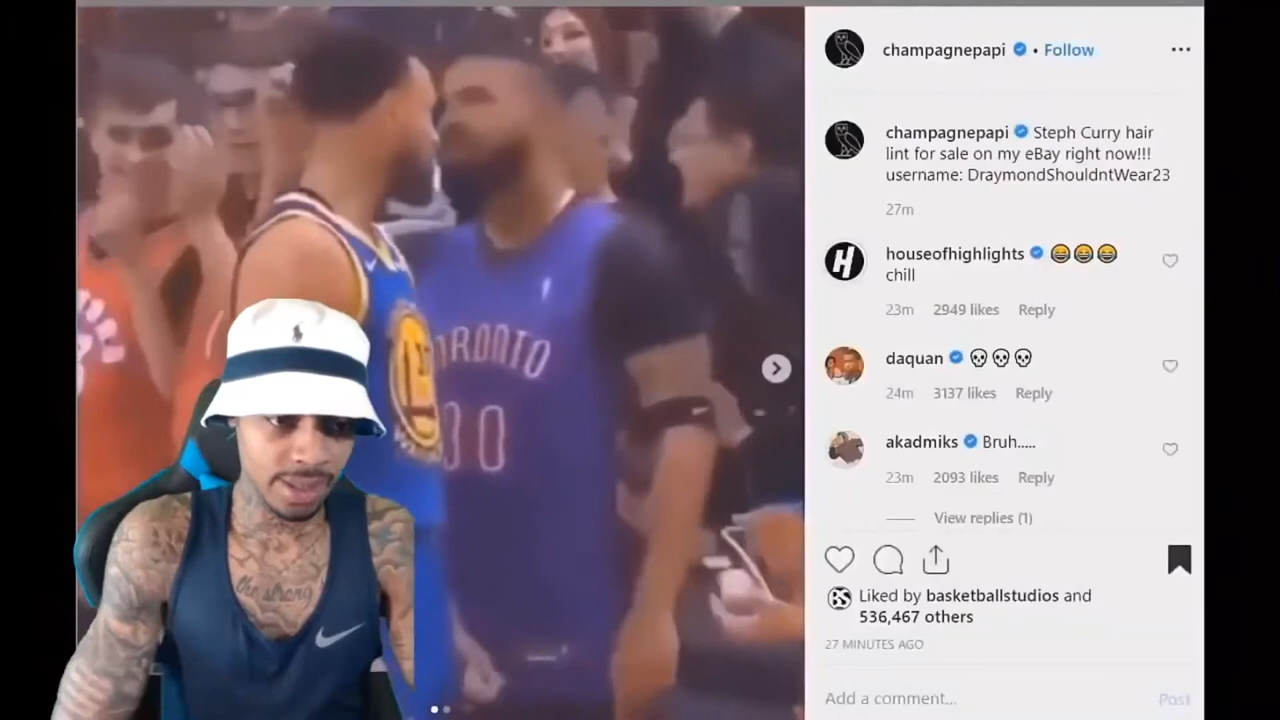 champagnepapi • Follow
champagnepapi Steph Curry hair
lint for sale on my eBay right now!!!
username: DraymondShouldntWear23
27m
houseofhighlights 😂😂😂
chill
23m 2949 likes Reply
daquan 💀💀💀
24m 3137 likes Reply
akadmiks Bruh.....
23m 2093 likes Reply
View replies (1)
Liked by basketballstudios and
536,467 others
27 MINUTES AGO
Add a comment... Post
TORONTO
30
the strong